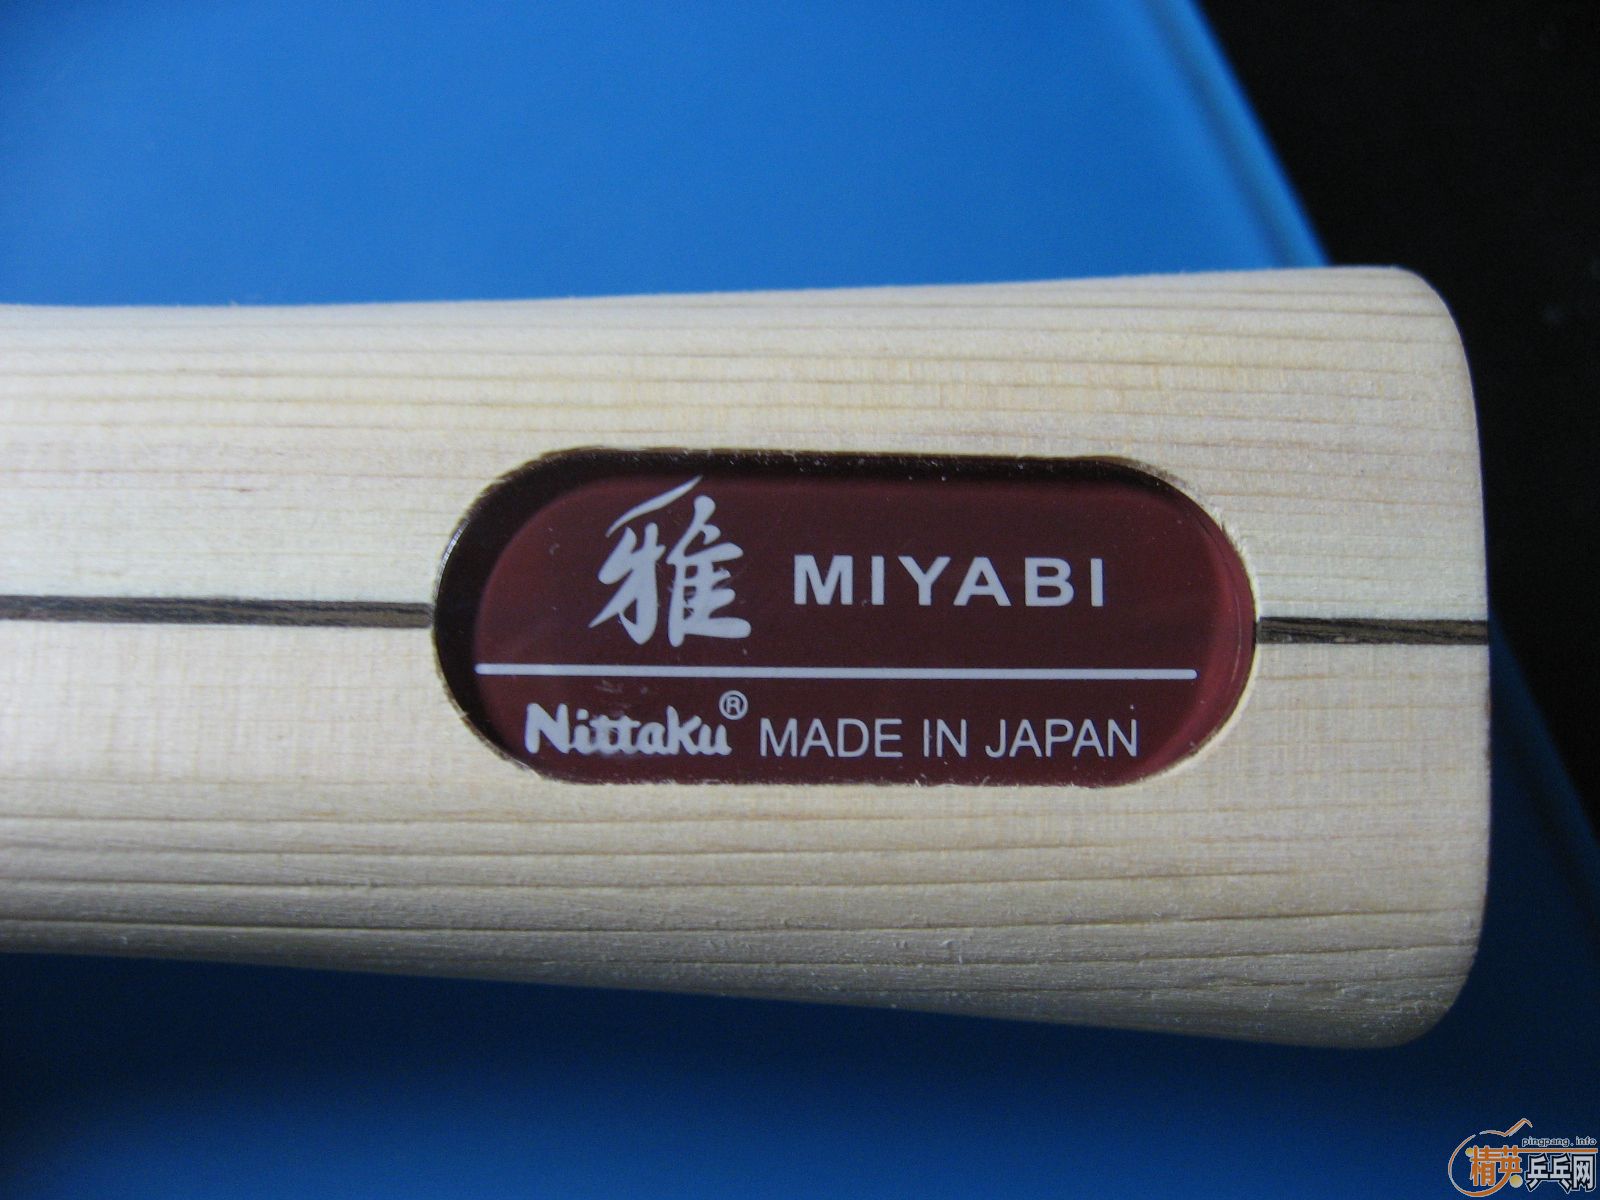 雅 MIYABI
Nittaku® MADE IN JAPAN
pingpang.info
精英乒乓网